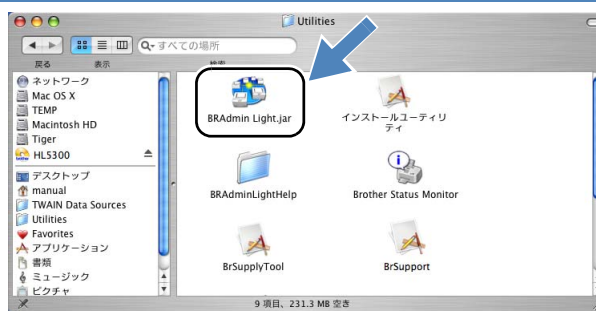 Utilities
すべての場所
戻る
表示
検索
ネットワーク
Mac OS X
TEMP
Macintosh HD
Tiger
HL5300
デスクトップ
manual
TWAIN Data Sources
Utilities
Favorites
アプリケーション
書類
ミュージック
ピクチャ
BRAdmin Light.jar
インストールユーティリ
ティ
BRAdminLightHelp
Brother Status Monitor
BrSupplyTool
BrSupport
9 項目、231.3 MB 空き